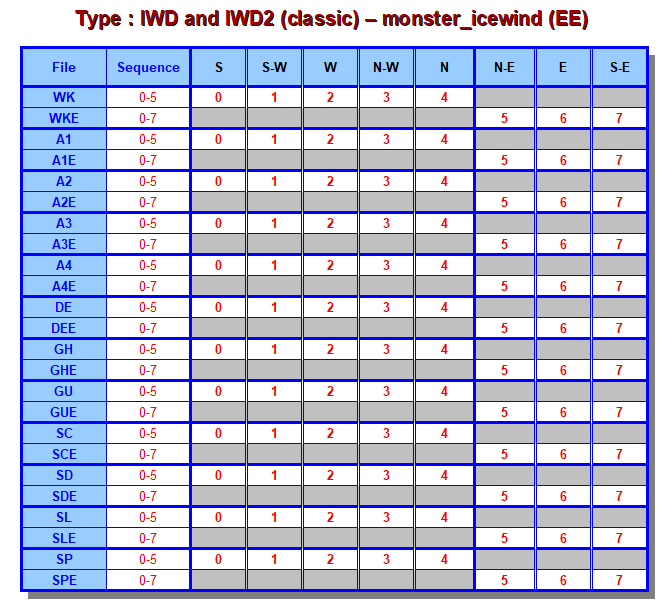 Type : IWD and IWD2 (classic) – monster_icewind (EE)
File Sequence S S-W W N-W N N-E E S-E
WK 0-5 0 1 2 3 4
WKE 0-7 5 6 7
A1 0-5 0 1 2 3 4
A1E 0-7 5 6 7
A2 0-5 0 1 2 3 4
A2E 0-7 5 6 7
A3 0-5 0 1 2 3 4
A3E 0-7 5 6 7
A4 0-5 0 1 2 3 4
A4E 0-7 5 6 7
DE 0-5 0 1 2 3 4
DEE 0-7 5 6 7
GH 0-5 0 1 2 3 4
GHE 0-7 5 6 7
GU 0-5 0 1 2 3 4
GUE 0-7 5 6 7
SC 0-5 0 1 2 3 4
SCE 0-7 5 6 7
SD 0-5 0 1 2 3 4
SDE 0-7 5 6 7
SL 0-5 0 1 2 3 4
SLE 0-7 5 6 7
SP 0-5 0 1 2 3 4
SPE 0-7 5 6 7